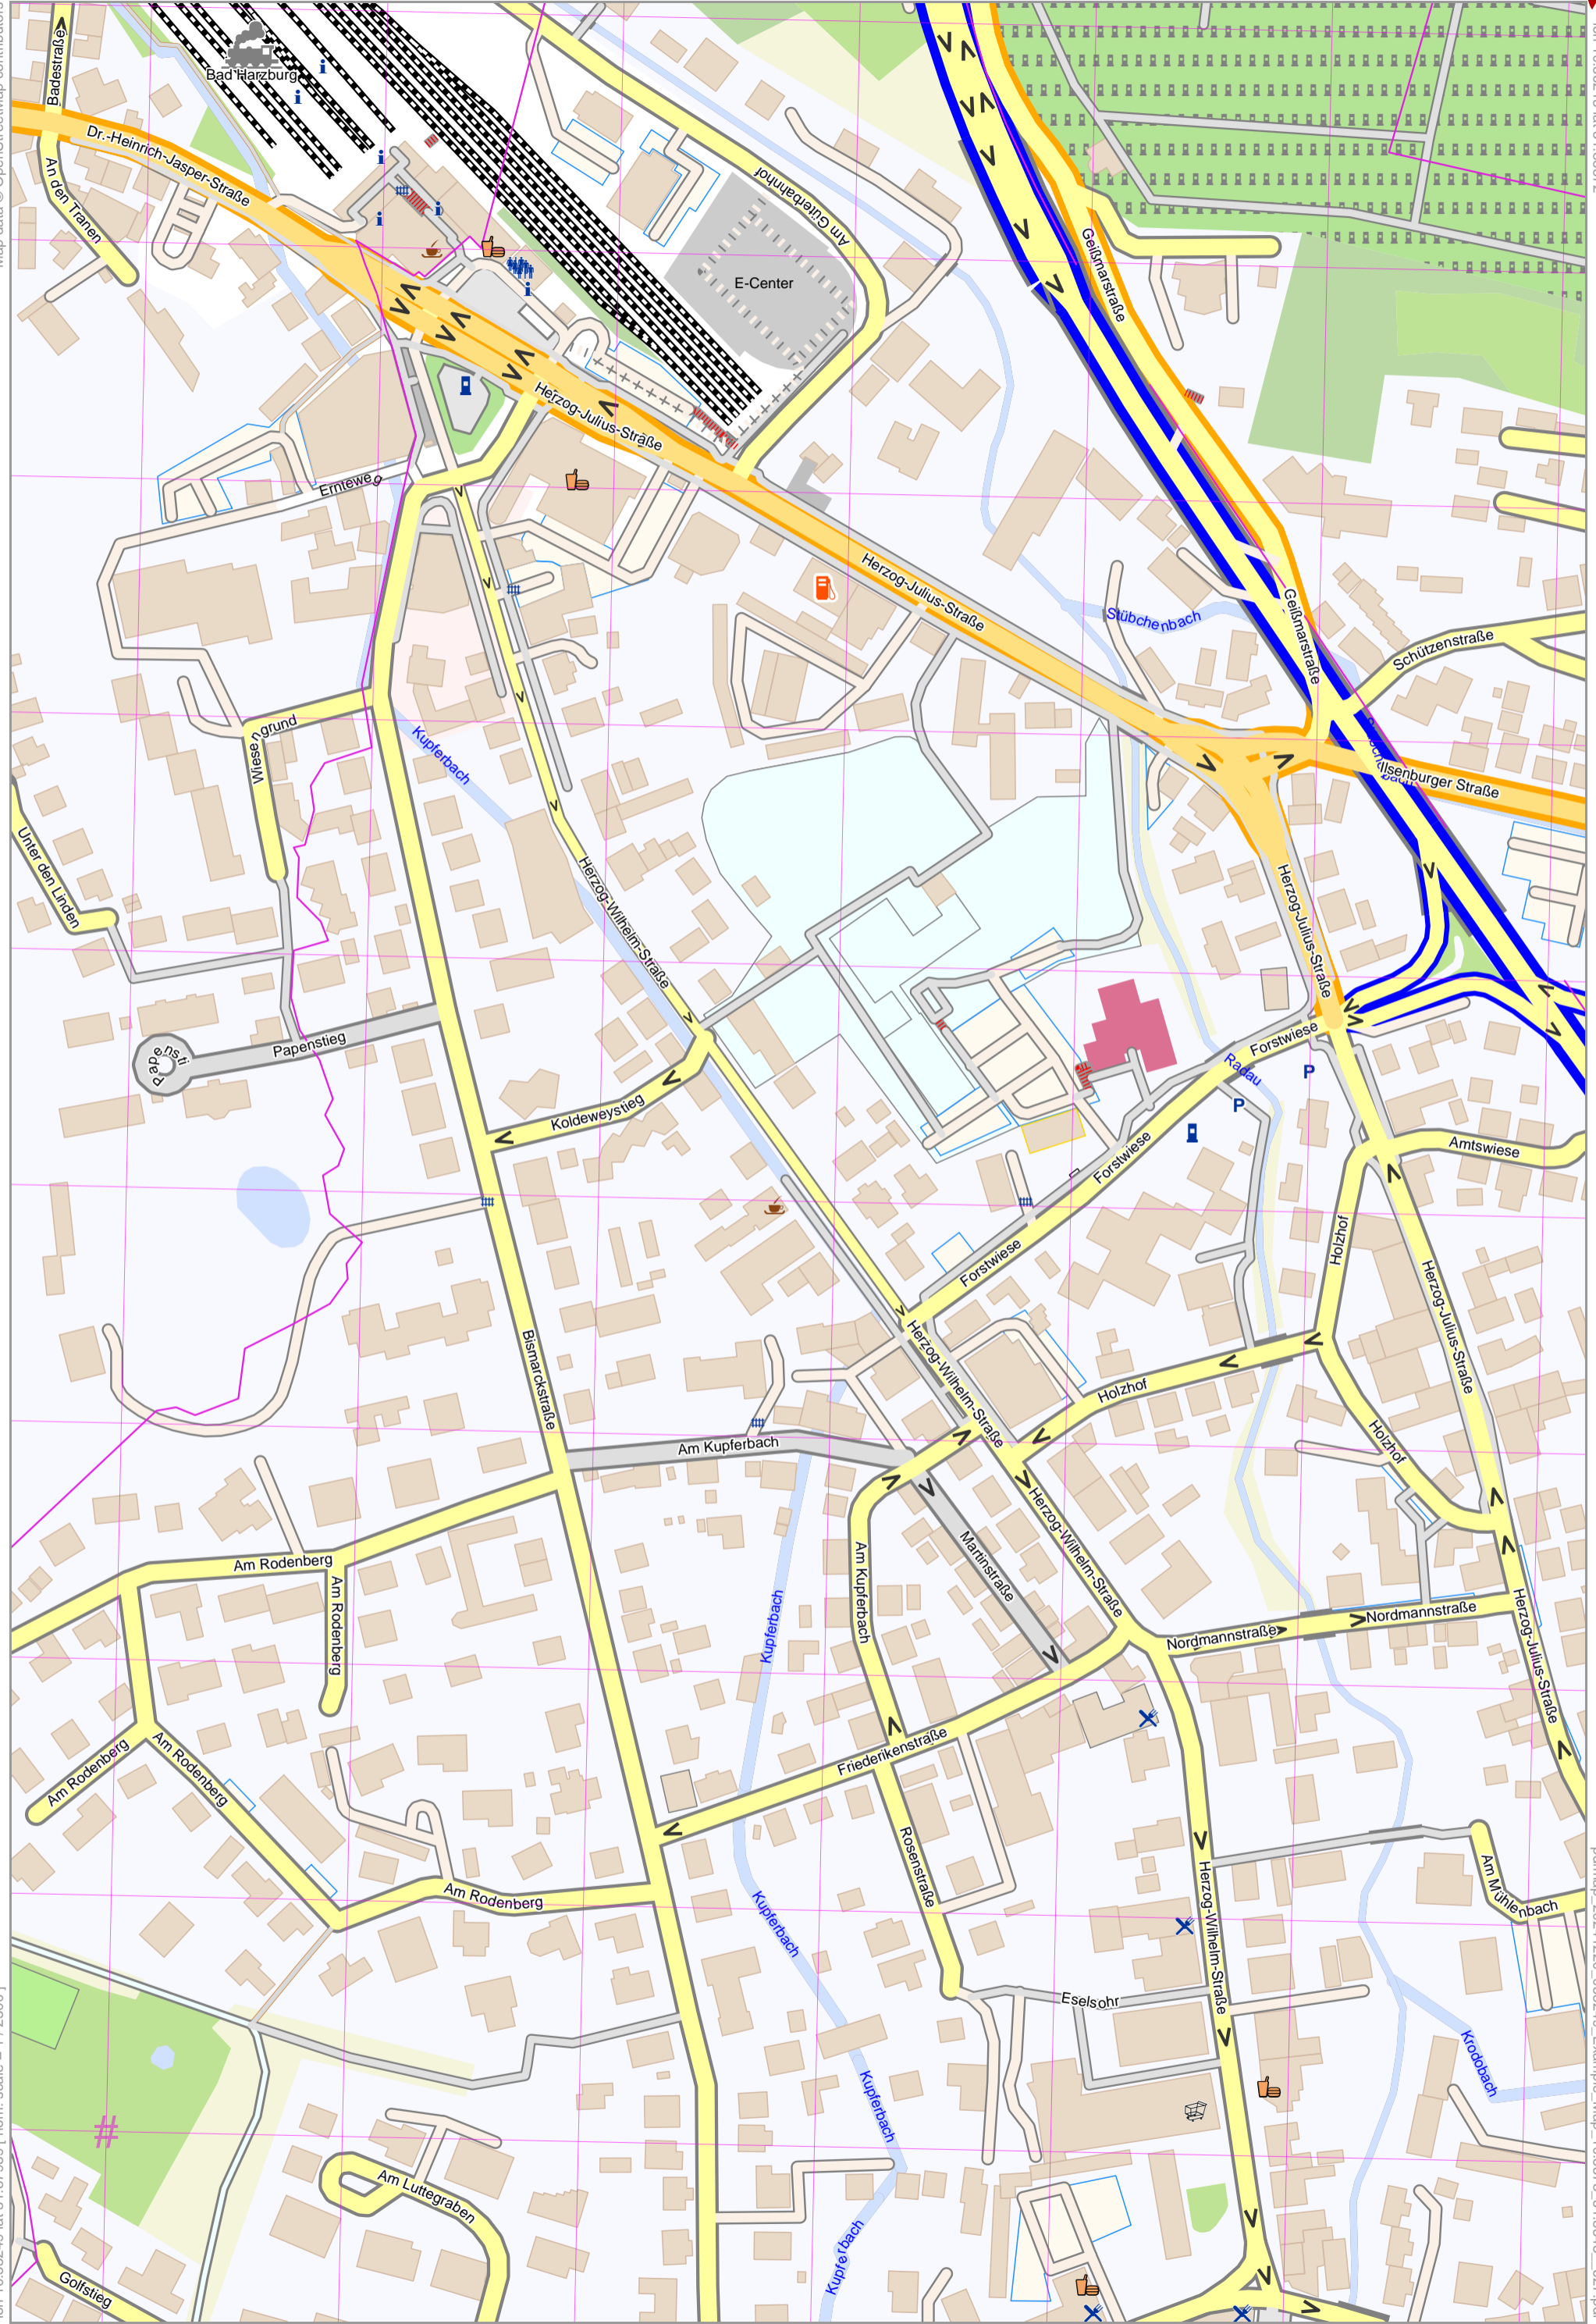 Badestraße
Bad Harzburg
Dr.-Heinrich-Jasper-Straße
An den Tranen
Am Güterbahnhof
E-Center
Geißmarstraße
Herzog-Julius-Straße
Ernteweg
Herzog-Julius-Straße
Stübchenbach
Geißmarstraße
Schützenstraße
Wiesengrund
Kupferbach
Ilsenburger Straße
Unter den Linden
Herzog-Wilhelm-Straße
Herzog-Julius-Straße
Papenstieg
Papensti
Forstwiese
Radau
P
P
Koldeweystieg
Forstwiese
Amtswiese
Holzhof
Forstwiese
Herzog-Julius-Straße
Bismarckstraße
Herzog-Wilhelm-Straße
Holzhof
Am Kupferbach
Holzhof
Herzog-Wilhelm-Straße
Martinstraße
Am Kupferbach
Am Rodenberg
Am Rodenberg
Kupferbach
Nordmannstraße
Nordmannstraße
Herzog-Julius-Straße
Am Rodenberg
Am Rodenberg
Friederikenstraße
Rosenstraße
Am Rodenberg
Herzog-Wilhelm-Straße
Am Mühlenbach
Kupferbach
Eselsohr
Krodobach
Kupferbach
#
Am Luttegraben
Kupferbach
Golfstieg